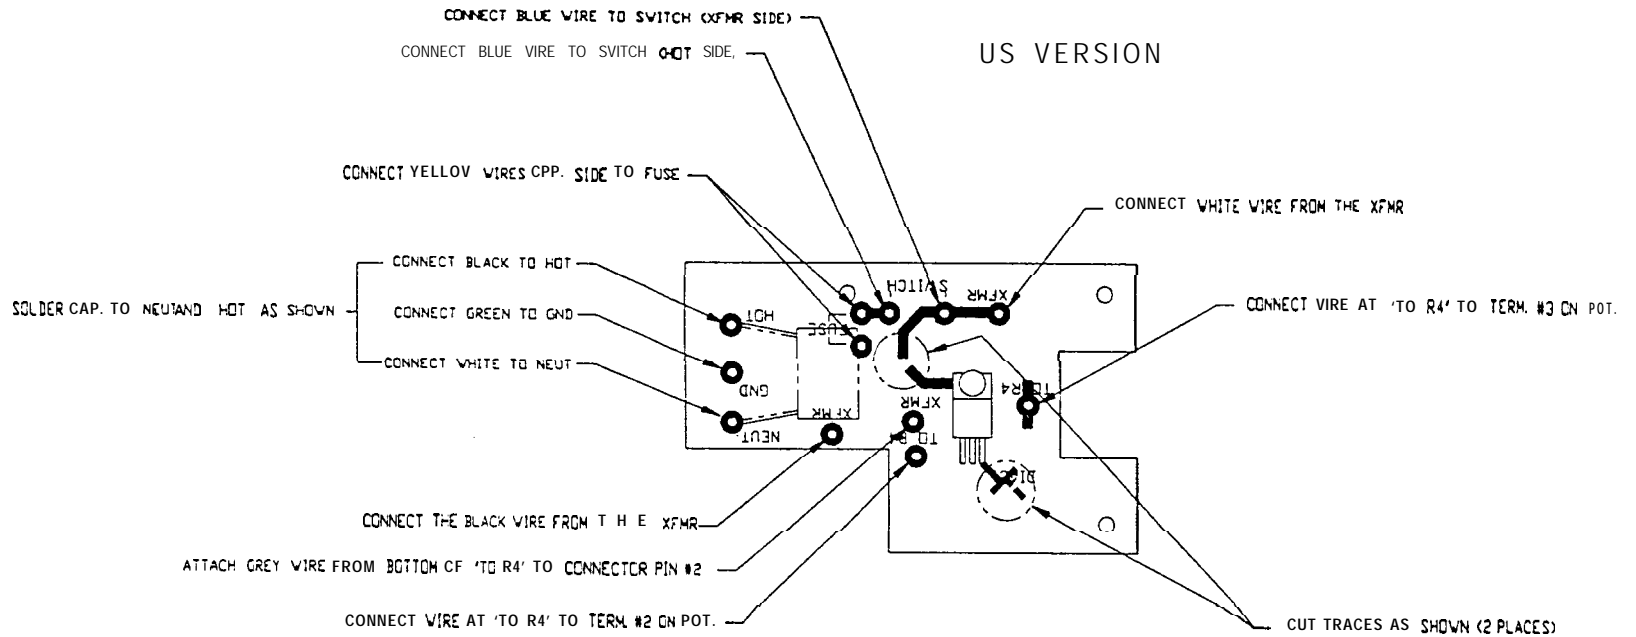 CONNECT BLUE WIRE TO SWITCH (XFMR SIDE)
CONNECT BLUE VIRE TO SVITCH (HOT SIDE,
US VERSION
CONNECT YELLOV WIRES CPP. SIDE TO FUSE
CONNECT WHITE WIRE FROM THE XFMR
CONNECT BLACK TO HOT
SOLDER CAP. TO NEUTAND HOT AS SHOWN
CONNECT GREEN TO GND
CONNECT WHITE TO NEUT
CONNECT VIRE AT 'TO R4' TO TERM. #3 ON POT.
SVITCH
XFMR
HOT
FUSE
GND
TO R4
XFMR
XFMR
NEUT.
TO R4
CONNECT THE BLACK WIRE FROM THE XFMR
ATTACH GREY WIRE FROM BOTTOM CF 'TO R4' TO CONNECTOR PIN #2
CONNECT WIRE AT 'TO R4' TO TERM. #2 ON POT.
CUT TRACES AS SHOWN (2 PLACES)